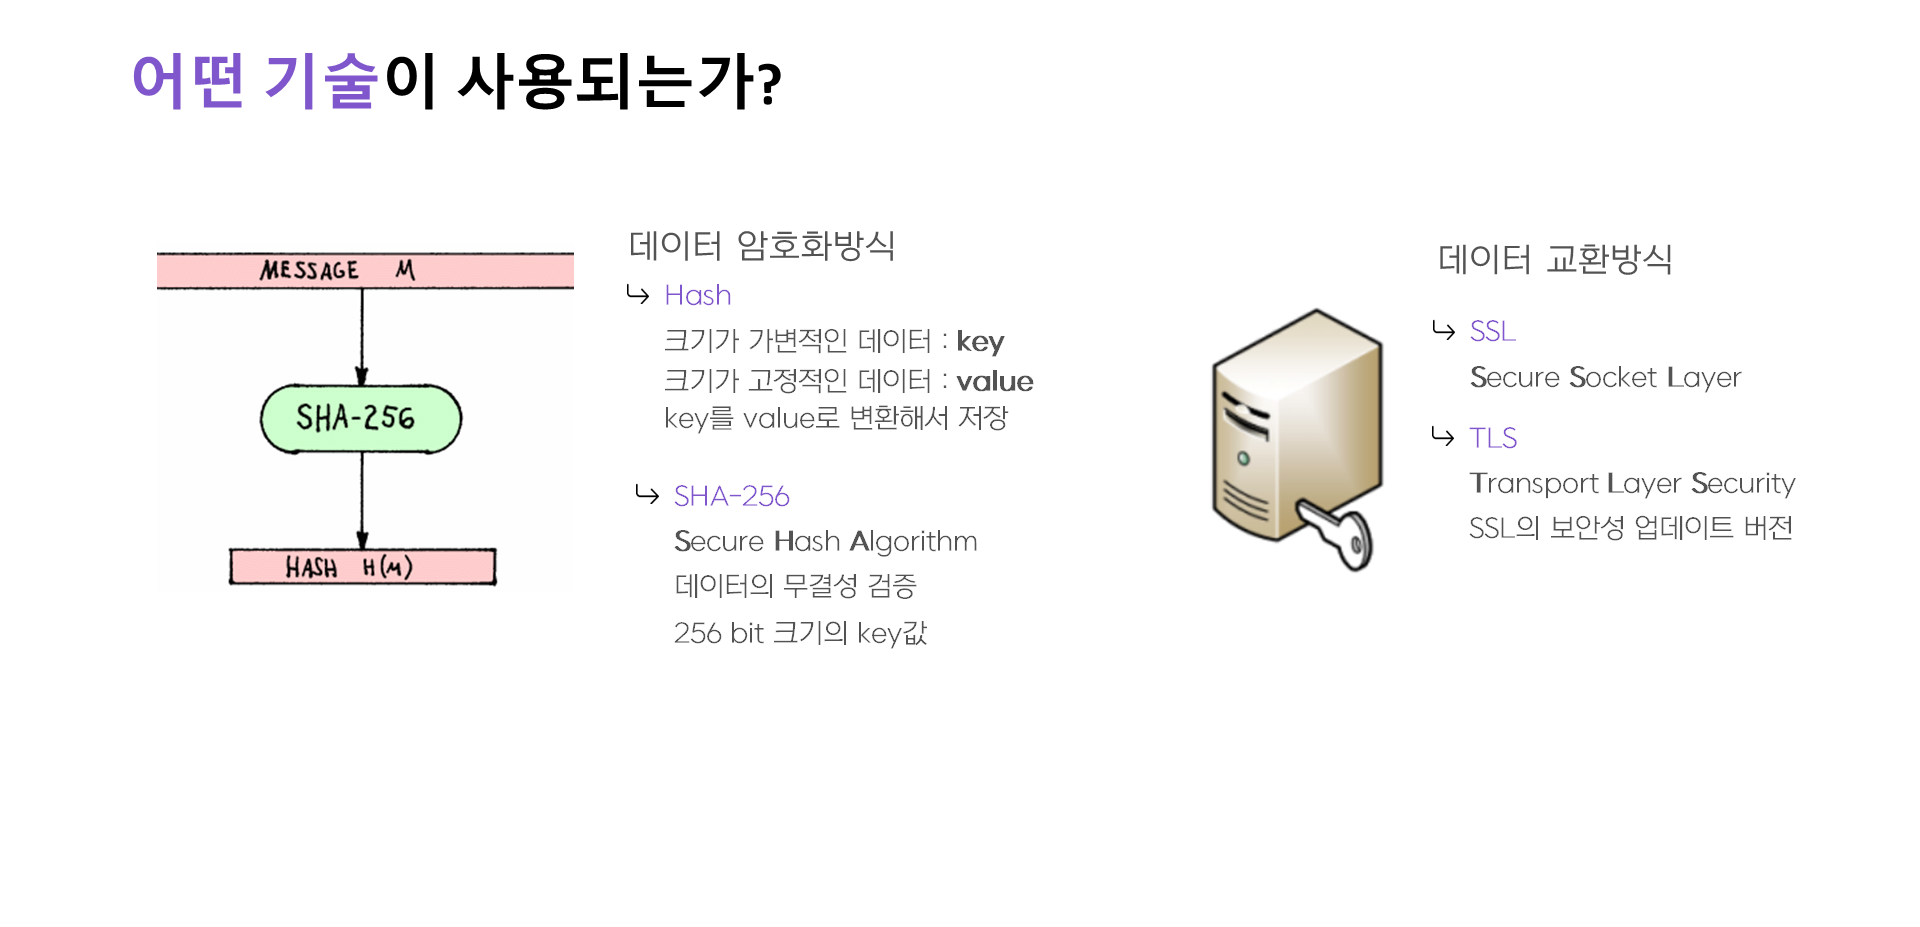 어떤 기술이 사용되는가?
MESSAGE M
SHA-256
HASH H(M)
데이터 암호화방식
↳ Hash
크기가 가변적인 데이터 : key
크기가 고정적인 데이터 : value
key를 value로 변환해서 저장
↳ SHA-256
Secure Hash Algorithm
데이터의 무결성 검증
256 bit 크기의 key값
데이터 교환방식
↳ SSL
Secure Socket Layer
↳ TLS
Transport Layer Security
SSL의 보안성 업데이트 버전